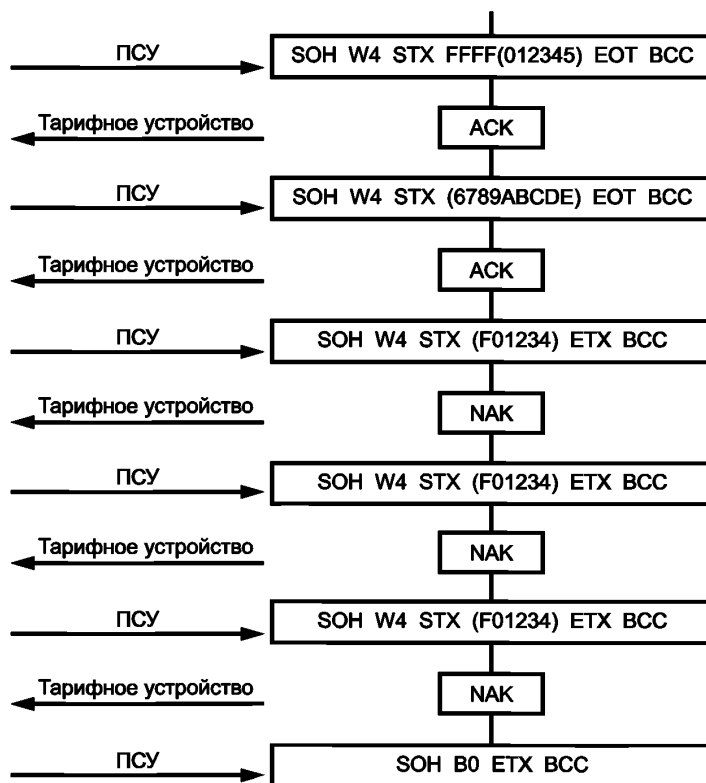 ПСУ
SOH W4 STX FFFF(012345) EOT BCC
Тарифное устройство
ACK
ПСУ
SOH W4 STX (6789ABCDE) EOT BCC
Тарифное устройство
ACK
ПСУ
SOH W4 STX (F01234) ETX BCC
Тарифное устройство
NAK
ПСУ
SOH W4 STX (F01234) ETX BCC
Тарифное устройство
NAK
ПСУ
SOH W4 STX (F01234) ETX BCC
Тарифное устройство
NAK
ПСУ
SOH B0 ETX BCC